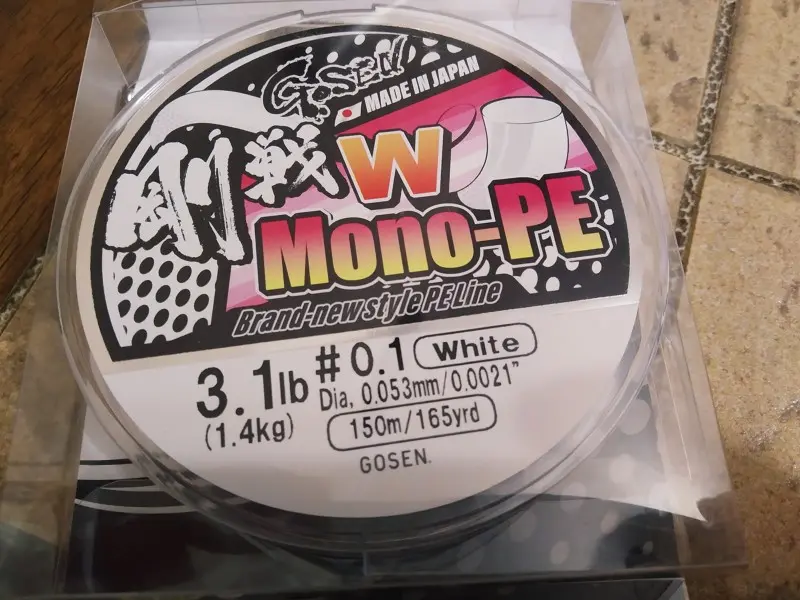 GOSEN
MADE IN JAPAN
剛戦W
Mono-PE
Brand-new style PE Line
3.1lb #0.1 White
(1.4kg) Dia, 0.053mm/0.0021"
150m/165yrd
GOSEN.